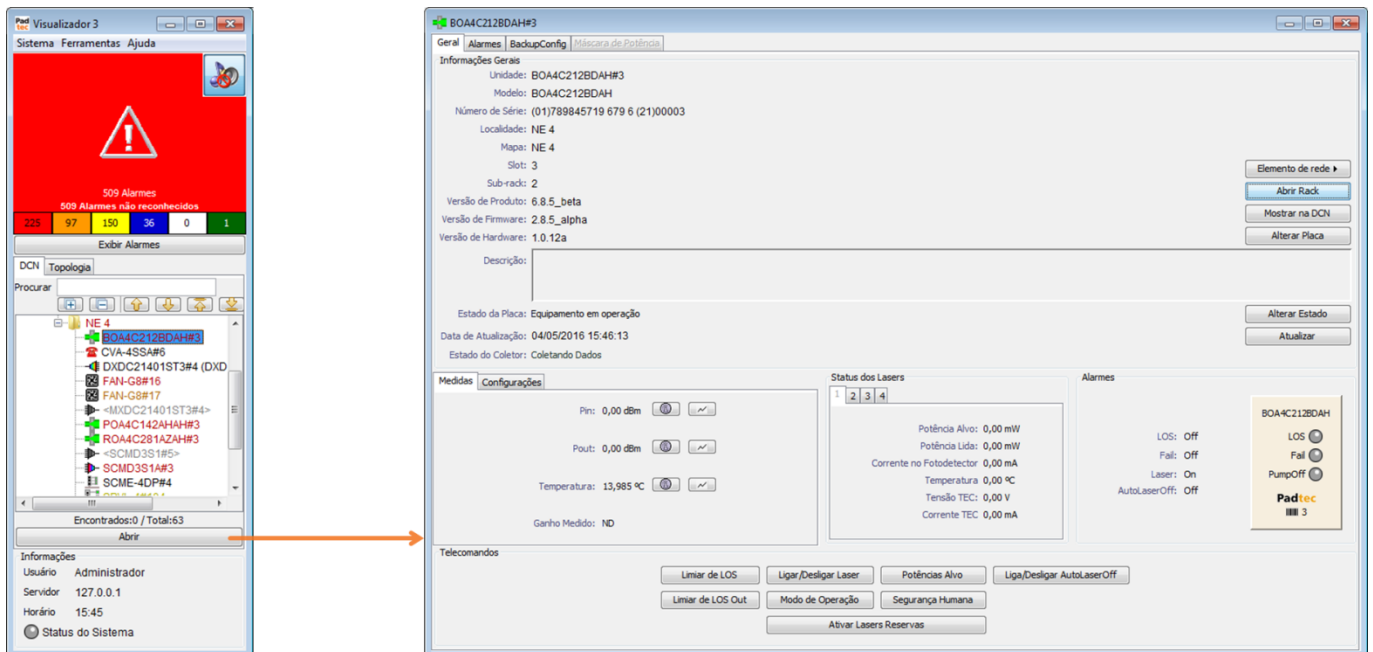 Visualizador 3
Sistema Ferramentas Ajuda
509 Alarmes
509 Alarmes não reconhecidos
225 97 150 36 0 1
Exibir Alarmes
DCN Topologia
Procurar
NE 4
BOA4C212BDAH#3
CVA-4SSA#6
DXDC21401ST3#4 (DXD
FAN-G8#16
FAN-G8#17
<MXDC21401ST3#4>
POA4C142AHAH#3
ROA4C281AZAH#3
<SCMD3S1#5>
SCMD3S1A#3
SCME-4DP#4
Encontrados:0 / Total:63
Abrir
Informações
Usuário Administrador
Servidor 127.0.0.1
Horário 15:45
Status do Sistema
BOA4C212BDAH#3
Geral Alarmes BackupConfig Máscara de Potência
Informações Gerais
Unidade: BOA4C212BDAH#3
Modelo: BOA4C212BDAH
Número de Série: (01)789845719 679 6 (21)00003
Localidade: NE 4
Mapa: NE 4
Slot: 3
Sub-rack: 2
Versão de Produto: 6.8.5_beta
Versão de Firmware: 2.8.5_alpha
Versão de Hardware: 1.0.12a
Elemento de rede
Abrir Rack
Mostrar na DCN
Alterar Placa
Descrição:
Estado da Placa: Equipamento em operação
Alterar Estado
Data de Atualização: 04/05/2016 15:46:13
Atualizar
Estado do Coletor: Coletando Dados
Medidas Configurações
Pin: 0,00 dBm
Pout: 0,00 dBm
Temperatura: 13,985 ºC
Ganho Medido: ND
Status dos Lasers
1 2 3 4
Potência Alvo: 0,00 mW
Potência Lida: 0,00 mW
Corrente no Fotodetector 0,00 mA
Temperatura 0,00 ºC
Tensão TEC: 0,00 V
Corrente TEC 0,00 mA
Alarmes
LOS: Off
Fail: Off
Laser: On
AutoLaserOff: Off
BOA4C212BDAH
LOS
Fail
PumpOff
Padtec
3
Telecomandos
Limiar de LOS Ligar/Desligar Laser Potências Alvo Liga/Desligar AutoLaserOff
Limiar de LOS Out Modo de Operação Segurança Humana
Ativar Lasers Reservas